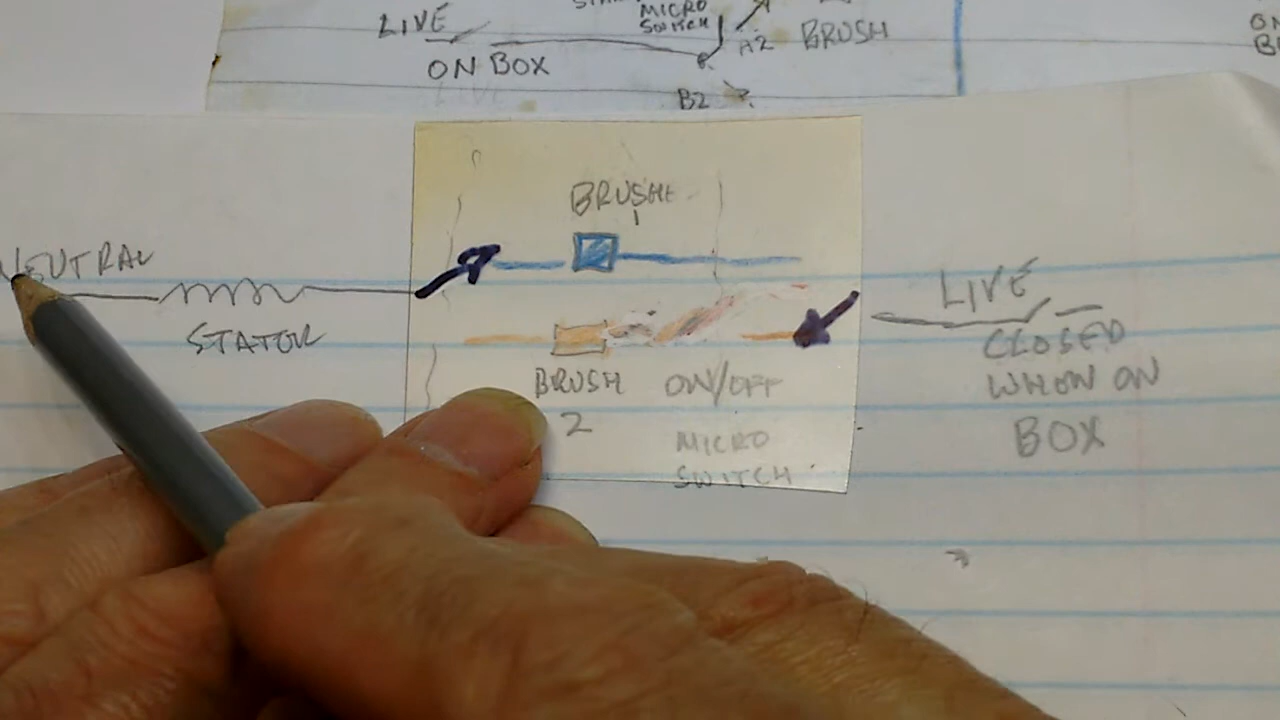 MICRO
LIVE
SWITCH
A2 BRUSH
ON BOX
B2
BRUSH
1
NEUTRAL
LIVE
STATOR
CLOSED
BRUSH ON/OFF
WHON ON
2
MICRO
BOX
SWITCH